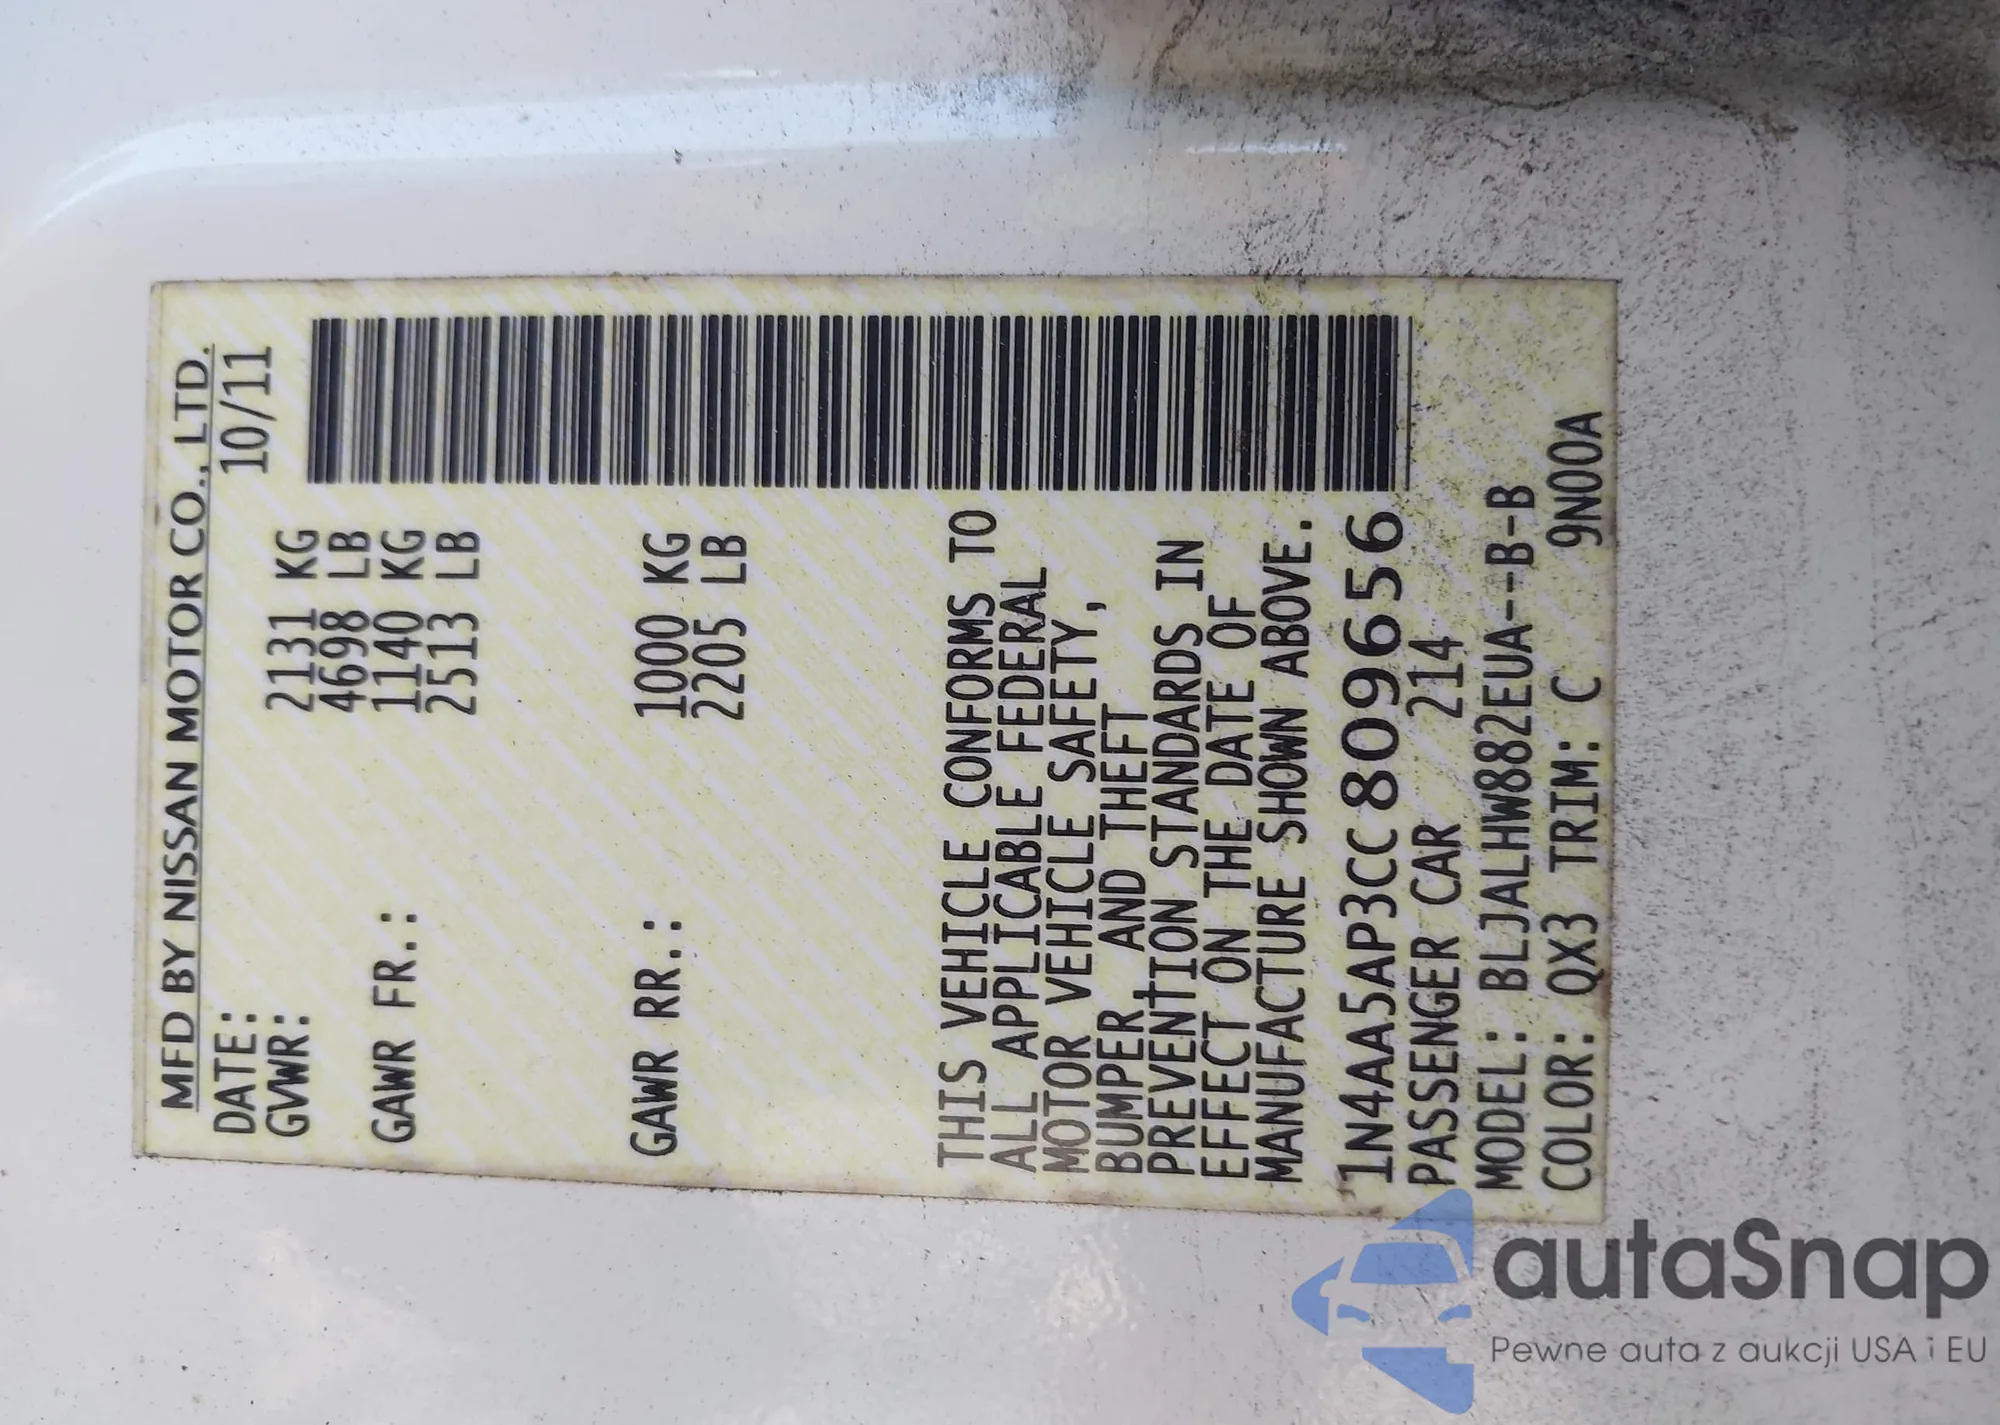 MFD BY NISSAN MOTOR CO., LTD.
DATE: 10/11
GVWR: 2131 KG
4698 LB
GAWR FR.: 1140 KG
2513 LB
GAWR RR.: 1000 KG
2205 LB
THIS VEHICLE CONFORMS TO
ALL APPLICABLE FEDERAL
MOTOR VEHICLE SAFETY,
BUMPER, AND THEFT
PREVENTION STANDARDS IN
EFFECT ON THE DATE OF
MANUFACTURE SHOWN ABOVE.
1N4AA5AP3CC809656
PASSENGER CAR 214
MODEL: BLJALHW882EUA--B-B
COLOR: QX3 TRIM: C 9N00A
autaSnap
Pewne auta z aukcji USA i EU